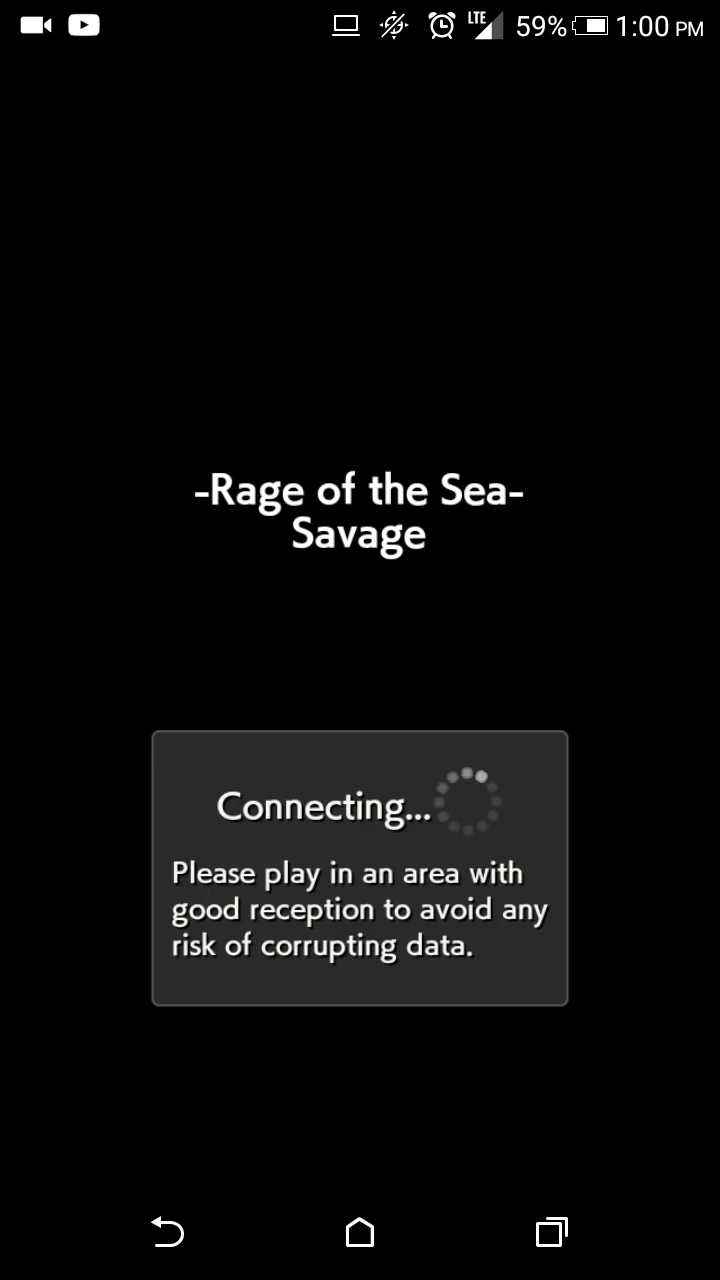 LTE 59% 1:00 PM
-Rage of the Sea-
Savage
Connecting...
Please play in an area with
good reception to avoid any
risk of corrupting data.